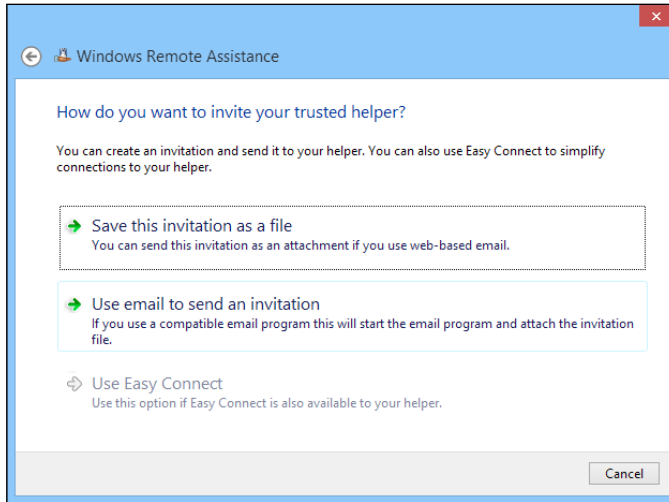 Windows Remote Assistance
How do you want to invite your trusted helper?
You can create an invitation and send it to your helper. You can also use Easy Connect to simplify
connections to your helper.
Save this invitation as a file
You can send this invitation as an attachment if you use web-based email.
Use email to send an invitation
If you use a compatible email program this will start the email program and attach the invitation
file.
Use Easy Connect
Use this option if Easy Connect is also available to your helper.
Cancel